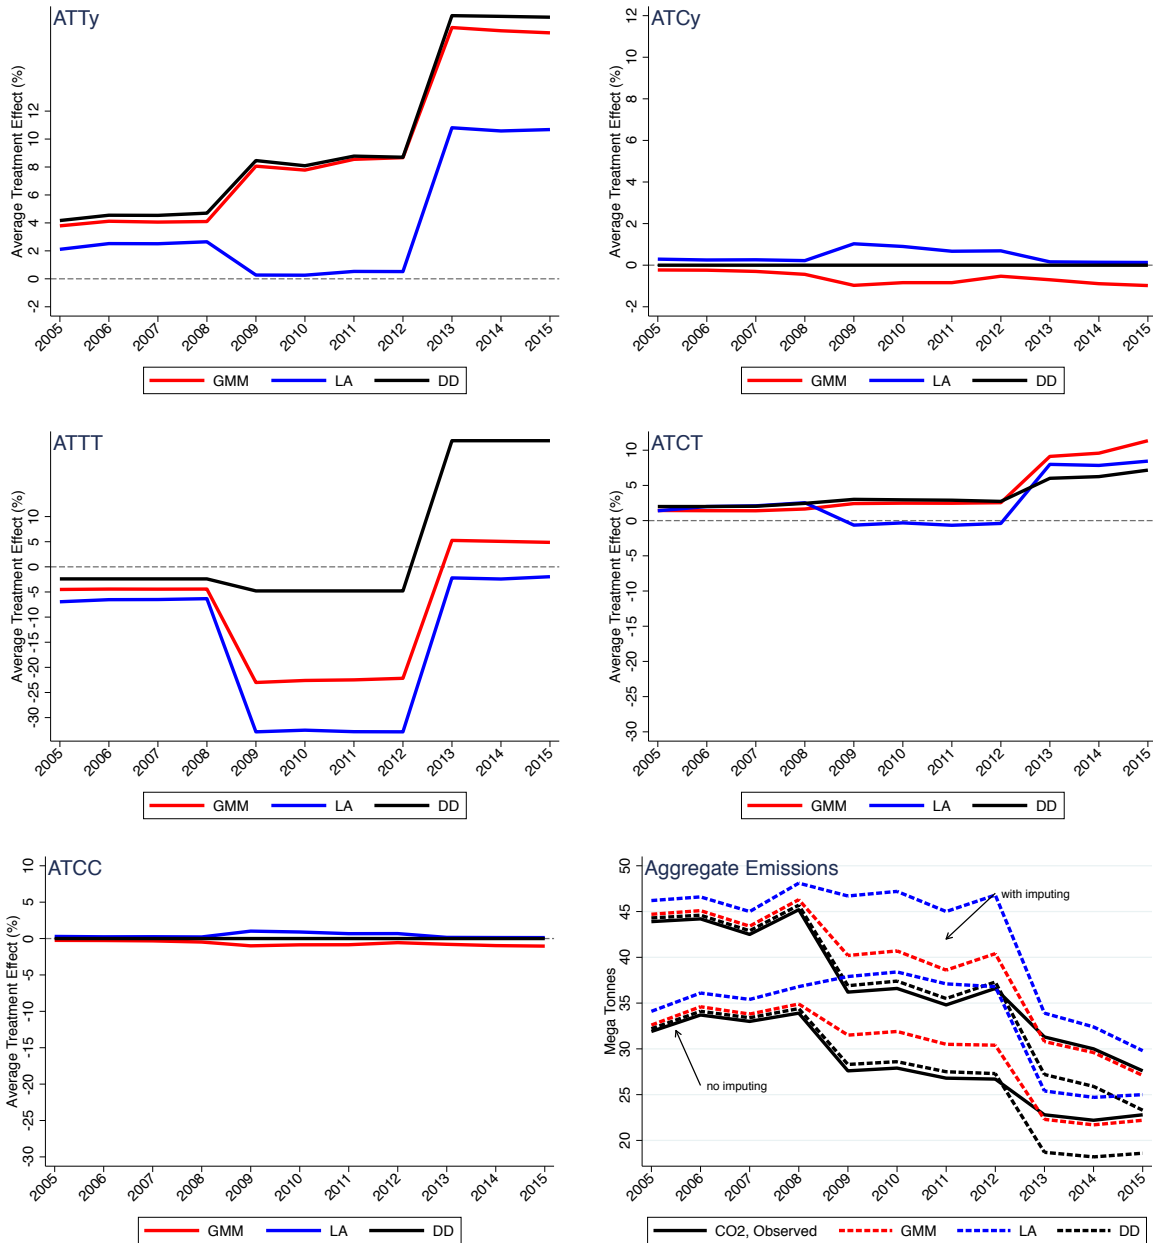 ATTy
Average Treatment Effect (%)
12
10
8
6
4
2
0
-2
2005 2006 2007 2008 2009 2010 2011 2012 2013 2014 2015
GMM LA DD
ATCy
Average Treatment Effect (%)
12
10
8
6
4
2
0
-2
2005 2006 2007 2008 2009 2010 2011 2012 2013 2014 2015
GMM LA DD
ATTT
Average Treatment Effect (%)
10
5
0
-5
-10
-15
-20
-25
-30
2005 2006 2007 2008 2009 2010 2011 2012 2013 2014 2015
GMM LA DD
ATCT
Average Treatment Effect (%)
10
5
0
-5
-10
-15
-20
-25
-30
2005 2006 2007 2008 2009 2010 2011 2012 2013 2014 2015
GMM LA DD
ATCC
Average Treatment Effect (%)
10
5
0
-5
-10
-15
-20
-25
-30
2005 2006 2007 2008 2009 2010 2011 2012 2013 2014 2015
GMM LA DD
Aggregate Emissions
Mega Tonnes
50
45
40
35
30
25
20
with imputing
no imputing
2005 2006 2007 2008 2009 2010 2011 2012 2013 2014 2015
CO2, Observed GMM LA DD